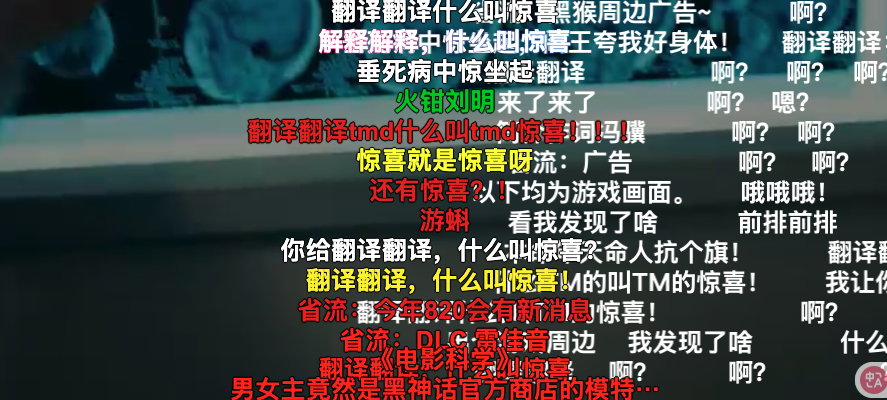 翻译翻译什么叫惊喜 黑猴周边广告~ 啊?
解释解释,什么叫惊喜 王夸我好身体! 翻译翻译
垂死病中惊坐起 翻译 啊? 啊? 啊?
火钳刘明 来了来了 啊? 嗯?
翻译翻译tmd什么叫tmd惊喜!!! 词冯骥 啊? 啊?
惊喜就是惊喜呀 流:广告 啊? 啊?
还有惊喜?! 以下均为游戏画面。 哦哦哦!
游蝌 看我发现了啥 前排前排
你给翻译翻译,什么叫惊喜? 天命人抗个旗! 翻译翻
翻译翻译,什么叫惊喜! M的叫TM的惊喜! 我让你
省流:今年820会有新消息 惊喜! 啊?
省流:DLC 雷佳音 周边 我发现了啥 什么
《电影科学》
翻译翻译 什么叫惊喜 啊? 啊?
男女主竟然是黑神话官方商店的模特…